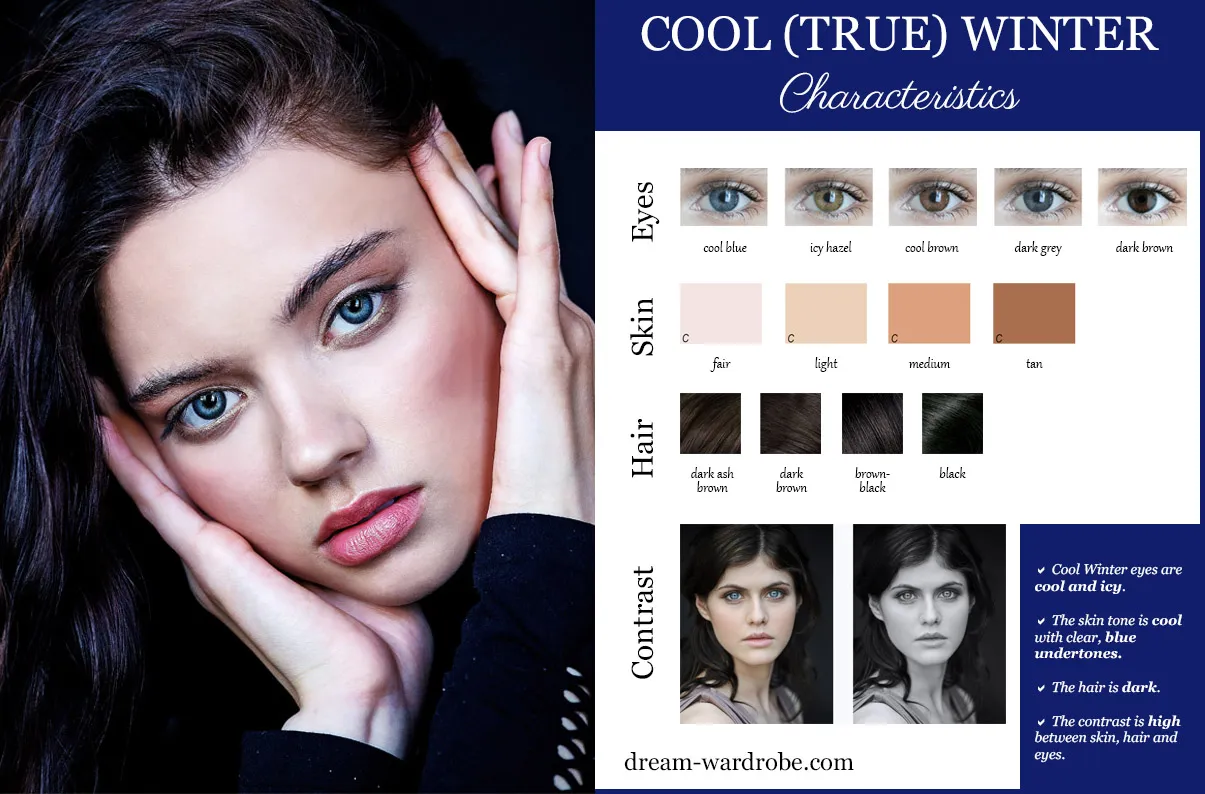 COOL (TRUE) WINTER
Characteristics
Eyes
cool blue
icy hazel
cool brown
dark grey
dark brown
Skin
C
C
C
C
fair
light
medium
tan
Hair
dark ash
brown
dark
brown
brown-
black
black
Contrast
✓ Cool Winter eyes are
cool and icy.
✓ The skin tone is cool
with clear, blue
undertones.
✓ The hair is dark.
✓ The contrast is high
between skin, hair and
eyes.
dream-wardrobe.com